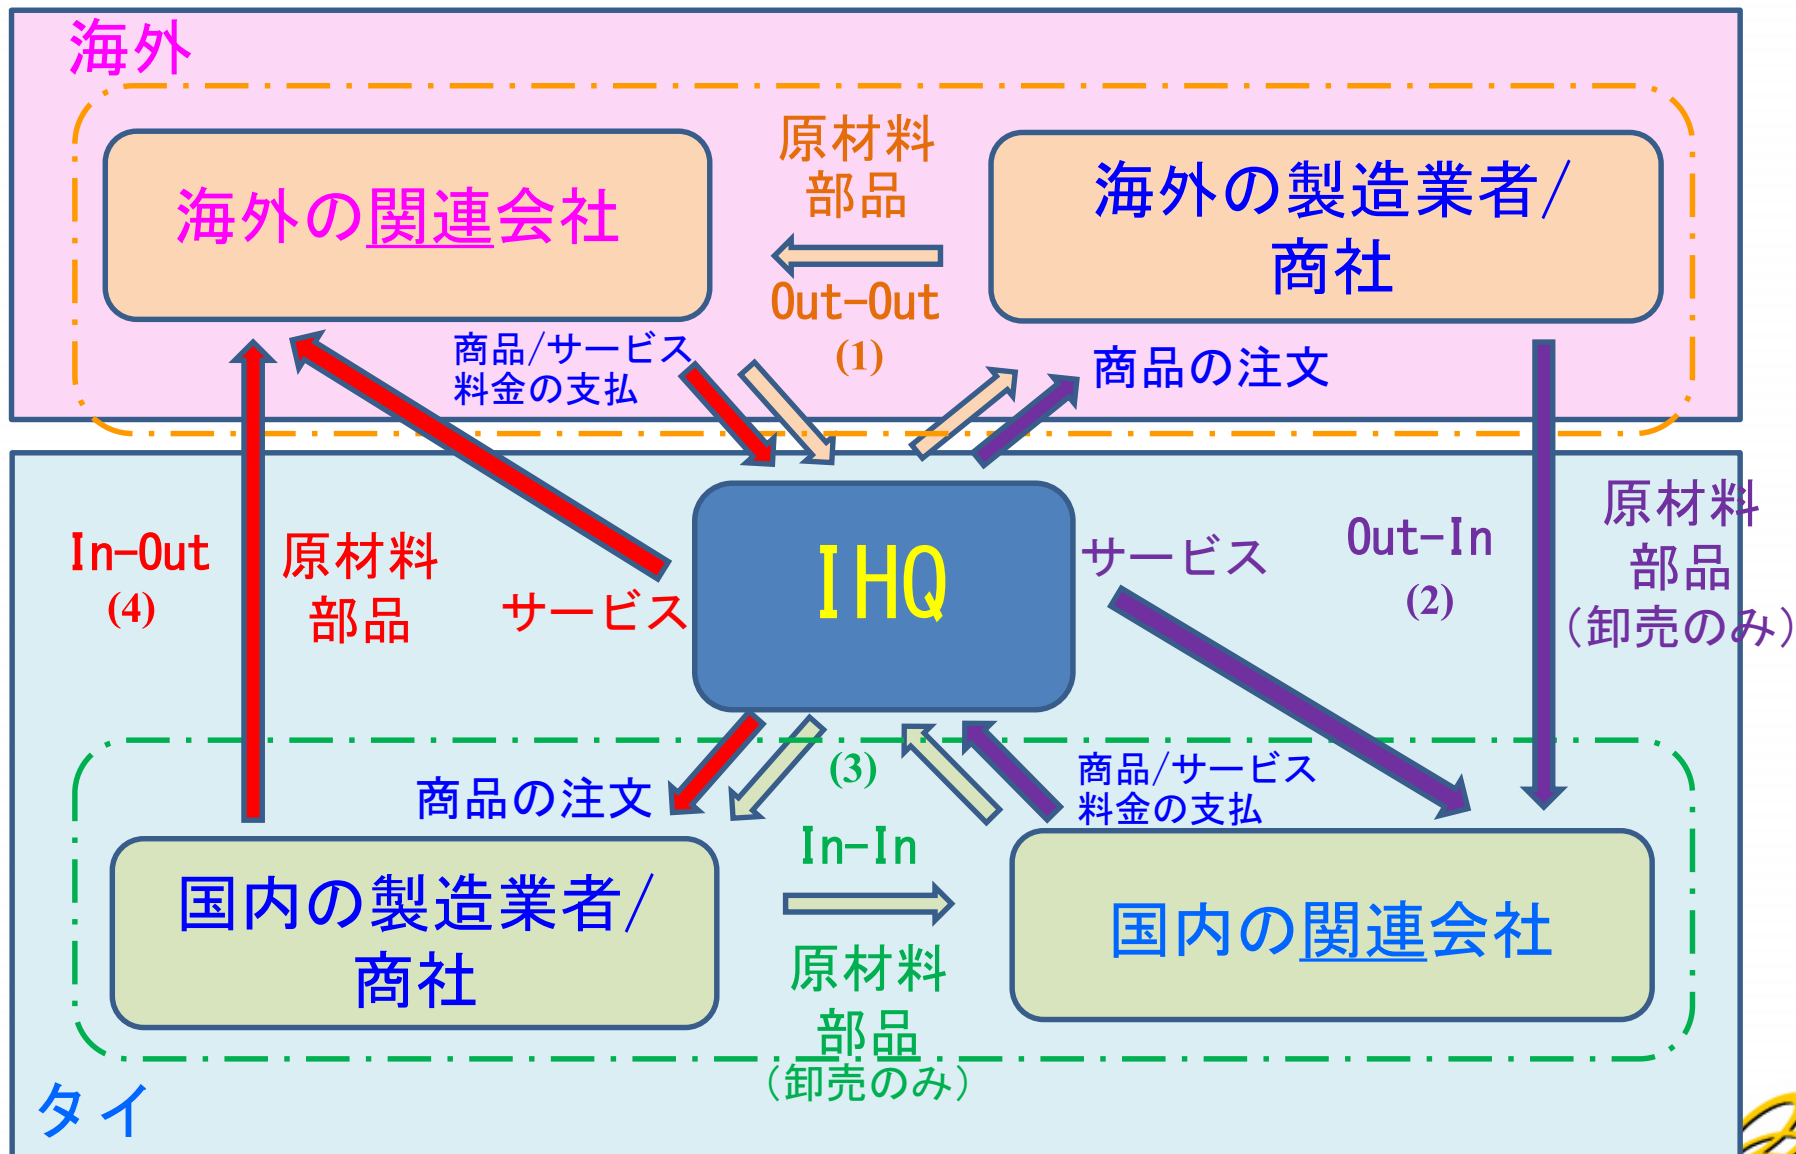 海外
海外の関連会社
原材料
部品
Out-Out
(1)
海外の製造業者/
商社
商品/サービス
料金の支払
商品の注文
In-Out
(4)
原材料
部品
サービス
IHQ
サービス
Out-In
(2)
原材料
部品
(卸売のみ)
商品の注文
(3)
商品/サービス
料金の支払
In-In
国内の製造業者/
商社
国内の関連会社
原材料
部品
(卸売のみ)
タイ